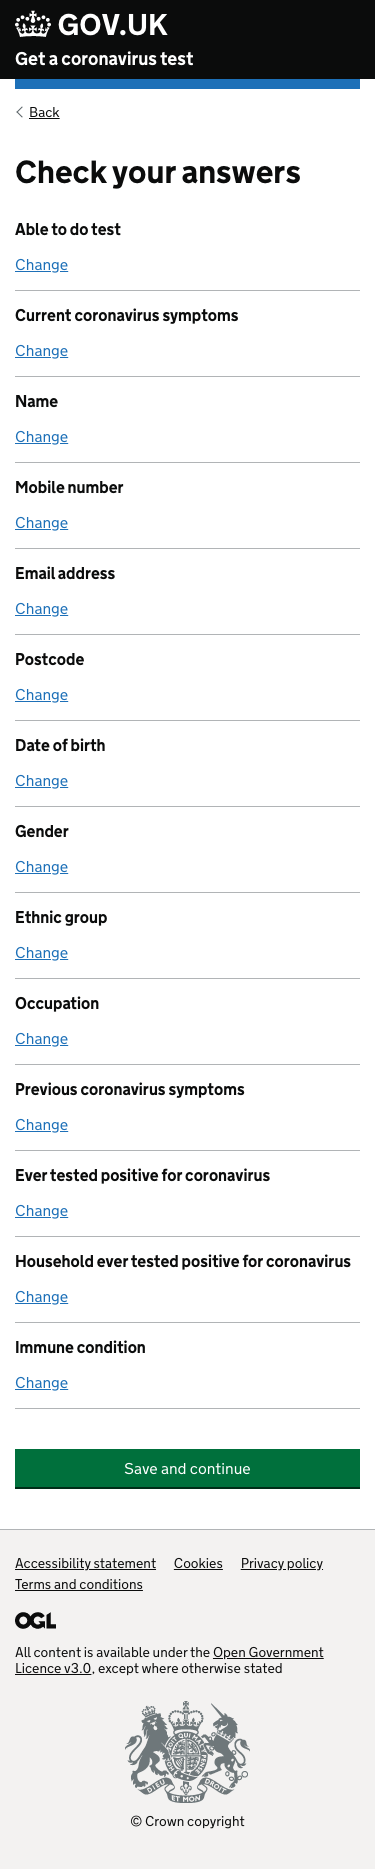 GOV.UK
Get a coronavirus test
Back
Check your answers
Able to do test
Change
Current coronavirus symptoms
Change
Name
Change
Mobile number
Change
Email address
Change
Postcode
Change
Date of birth
Change
Gender
Change
Ethnic group
Change
Occupation
Change
Previous coronavirus symptoms
Change
Ever tested positive for coronavirus
Change
Household ever tested positive for coronavirus
Change
Immune condition
Change
Save and continue
Accessibility statement Cookies Privacy policy
Terms and conditions
OGL
All content is available under the Open Government
Licence v3.0, except where otherwise stated
DIEU ET MON DROIT
© Crown copyright